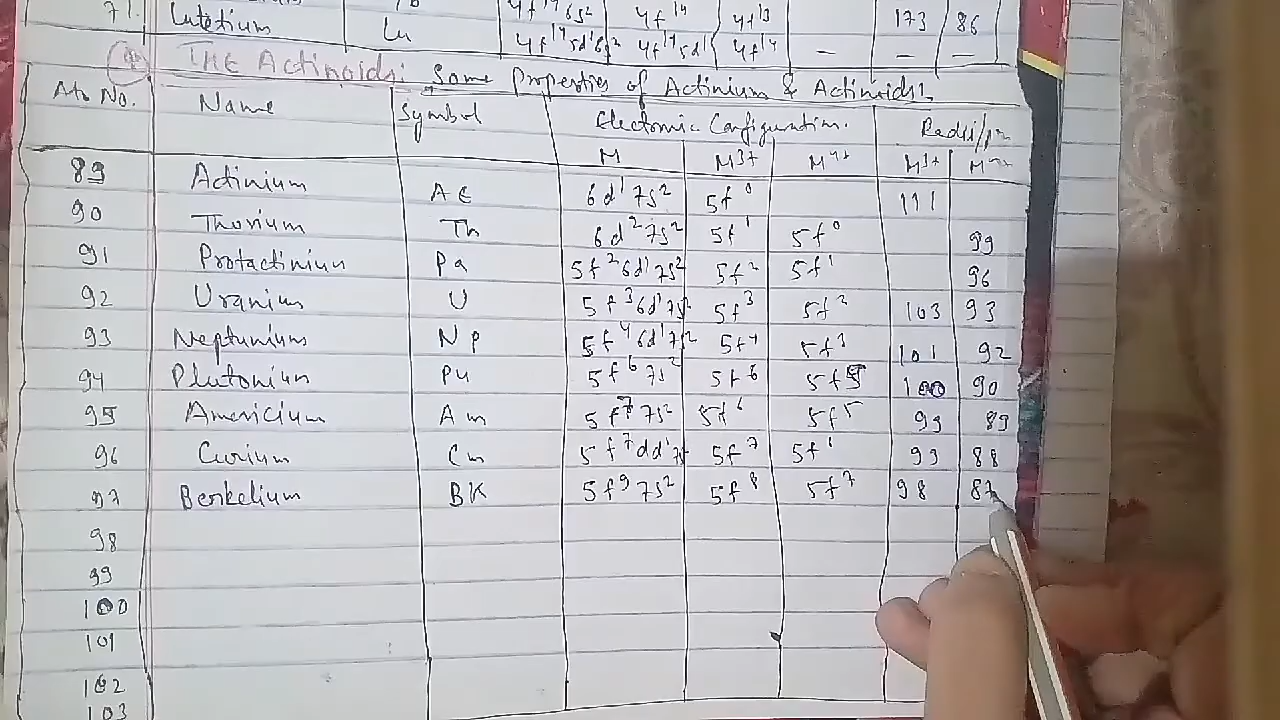 71. Lutetium Lu 4f¹⁴5d¹6s² 4f¹⁴5d¹ 4f¹⁴ — — —
4f¹⁴6s² 4f¹⁴ 4f¹³ 173 86
THE Actinoids: Some Properties of Actinium & Actinoids:
Ato No. Name Symbol Electronic Configuration. Radii/pm
M M³⁺ M⁴⁺ M³⁺ M⁴⁺
89 Actinium AC 6d¹7s² 5f⁰ 111
90 Thorium Th 6d²7s² 5f¹ 5f⁰ 99
91 Protactinium Pa 5f²6d¹7s² 5f² 5f¹ 96
92 Uranium U 5f³6d¹7s² 5f³ 5f² 103 93
93 Neptunium Np 5f⁴6d¹7s² 5f⁴ 5f³ 101 92
94 Plutonium Pu 5f⁶7s² 5f⁶ 5f⁵ 100 90
95 Americium Am 5f⁷7s² 5f⁶ 5f⁵ 99 89
96 Curium Cm 5f⁷dd¹7s 5f⁷ 5f¹ 99 88
97 Berkelium BK 5f⁹7s² 5f⁸ 5f⁷ 98 87
98
99
100
101
102
103